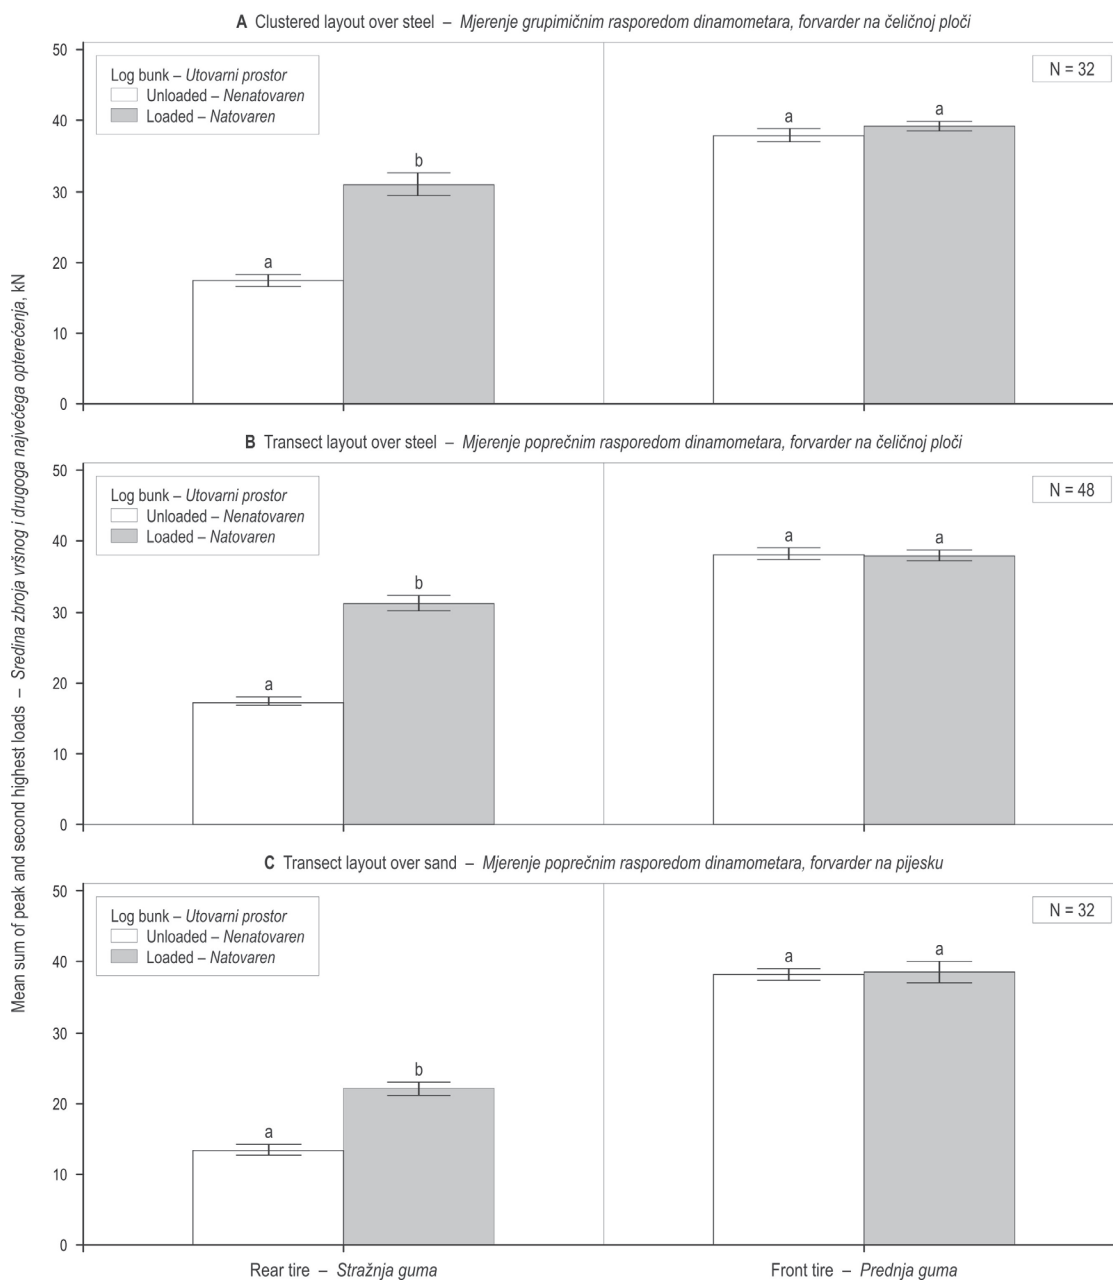 A Clustered layout over steel – Mjerenje grupimičnim rasporedom dinamometara, forvarder na čeličnoj ploči
Mean sum of peak and second highest loads – Sredina zbroja vršnog i drugoga najvećega opterećenja, kN
50
40
30
20
10
0
Log bunk – Utovarni prostor
Unloaded – Nenatovaren
Loaded – Natovaren
N = 32
a
b
a
a
B Transect layout over steel – Mjerenje poprečnim rasporedom dinamometara, forvarder na čeličnoj ploči
50
40
30
20
10
0
Log bunk – Utovarni prostor
Unloaded – Nenatovaren
Loaded – Natovaren
N = 48
a
b
a
a
C Transect layout over sand – Mjerenje poprečnim rasporedom dinamometara, forvarder na pijesku
50
40
30
20
10
0
Log bunk – Utovarni prostor
Unloaded – Nenatovaren
Loaded – Natovaren
N = 32
a
b
a
a
Rear tire – Stražnja guma
Front tire – Prednja guma